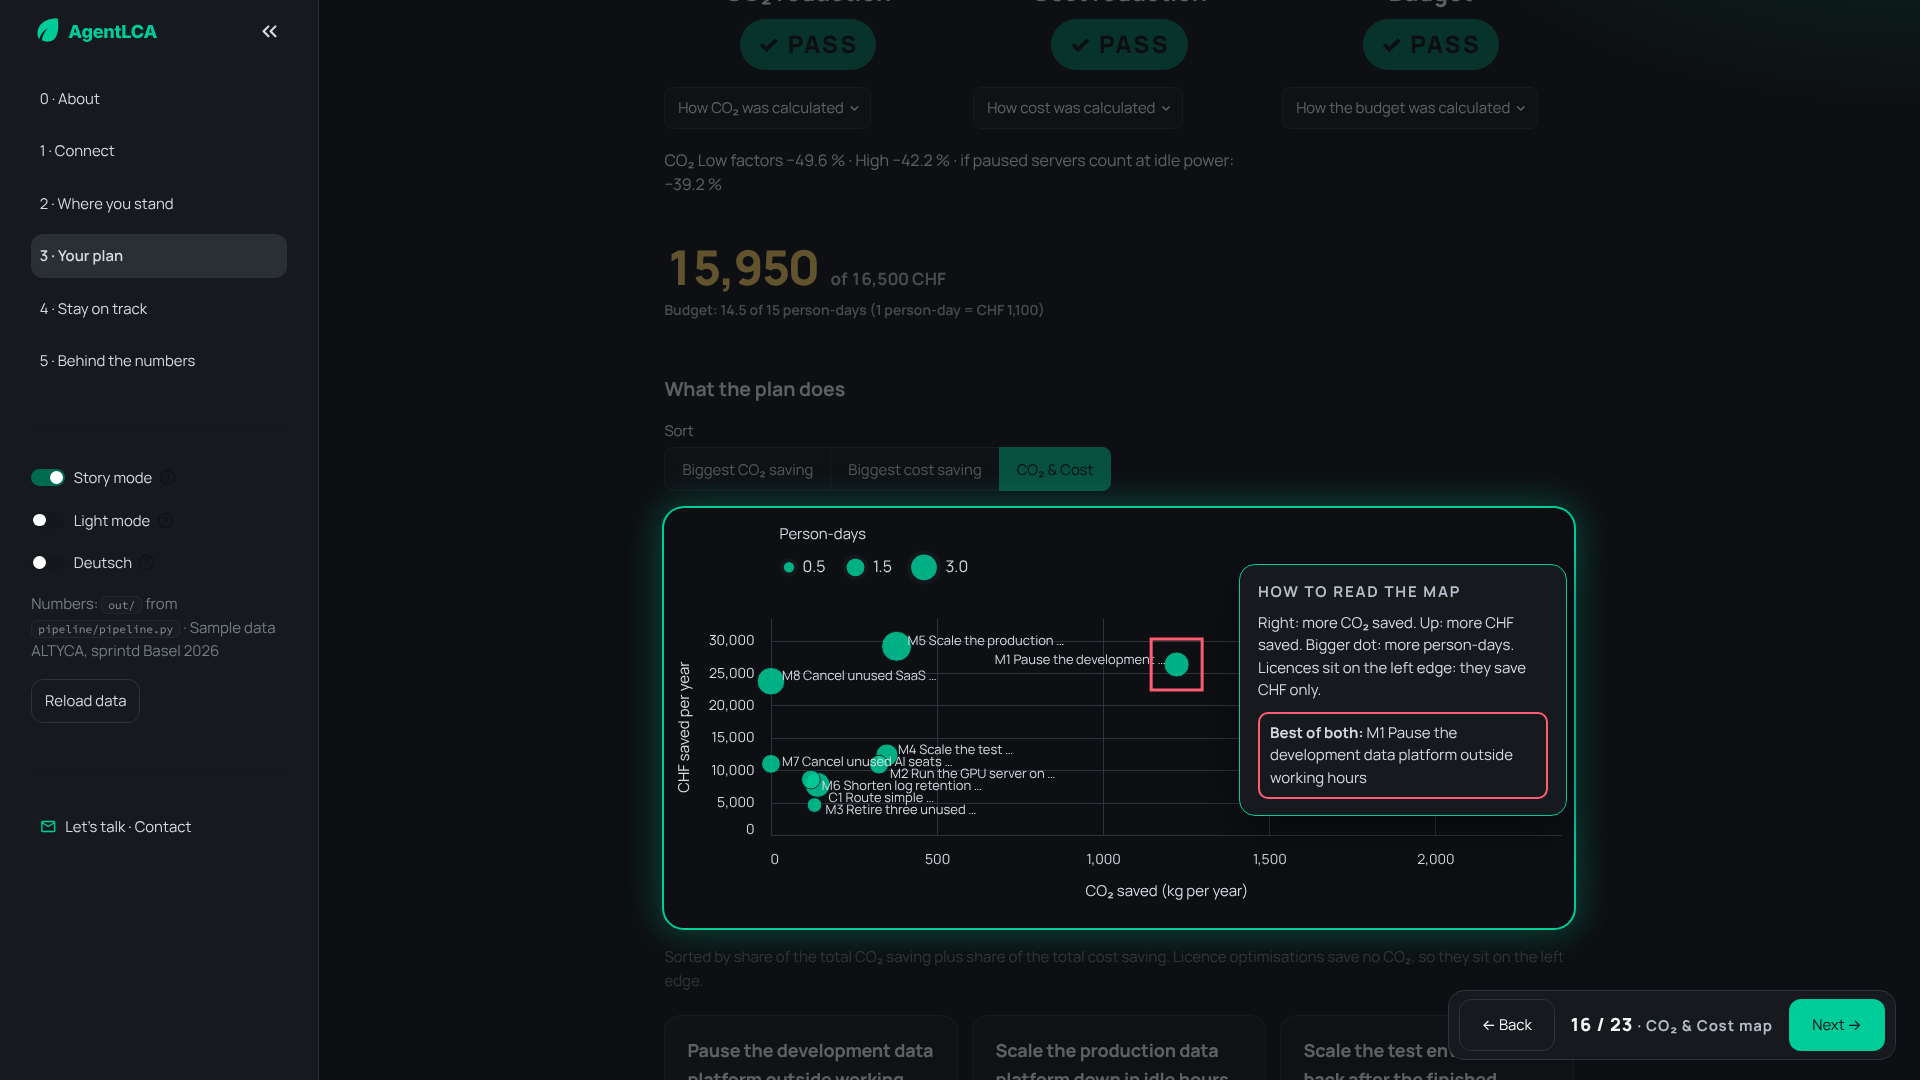 AgentLCA
0 · About
1 · Connect
2 · Where you stand
3 · Your plan
4 · Stay on track
5 · Behind the numbers
Story mode
Light mode
Deutsch
Numbers: out/ from
pipeline/pipeline.py · Sample data
ALTYCA, sprintd Basel 2026
Reload data
Let's talk · Contact
✓ PASS
✓ PASS
✓ PASS
How CO₂ was calculated
How cost was calculated
How the budget was calculated
CO₂ Low factors −49.6 % · High −42.2 % · if paused servers count at idle power:
−39.2 %
15,950 of 16,500 CHF
Budget: 14.5 of 15 person-days (1 person-day = CHF 1,100)
What the plan does
Sort
Biggest CO₂ saving
Biggest cost saving
CO₂ & Cost
Person-days
0.5
1.5
3.0
CHF saved per year
30,000
25,000
20,000
15,000
10,000
5,000
0
M5 Scale the production ...
M1 Pause the development ...
M8 Cancel unused SaaS ...
M4 Scale the test ...
M7 Cancel unused AI seats ...
M2 Run the GPU server on ...
M6 Shorten log retention ...
C1 Route simple ...
M3 Retire three unused ...
0
500
1,000
1,500
2,000
CO₂ saved (kg per year)
HOW TO READ THE MAP
Right: more CO₂ saved. Up: more CHF
saved. Bigger dot: more person-days.
Licences sit on the left edge: they save
CHF only.
Best of both: M1 Pause the
development data platform outside
working hours
Sorted by share of the total CO₂ saving plus share of the total cost saving. Licence optimisations save no CO₂, so they sit on the left
edge.
Pause the development data
platform outside working
Scale the production data
platform down in idle hours
Scale the test en
back after the finished
← Back
16 / 23 · CO₂ & Cost map
Next →